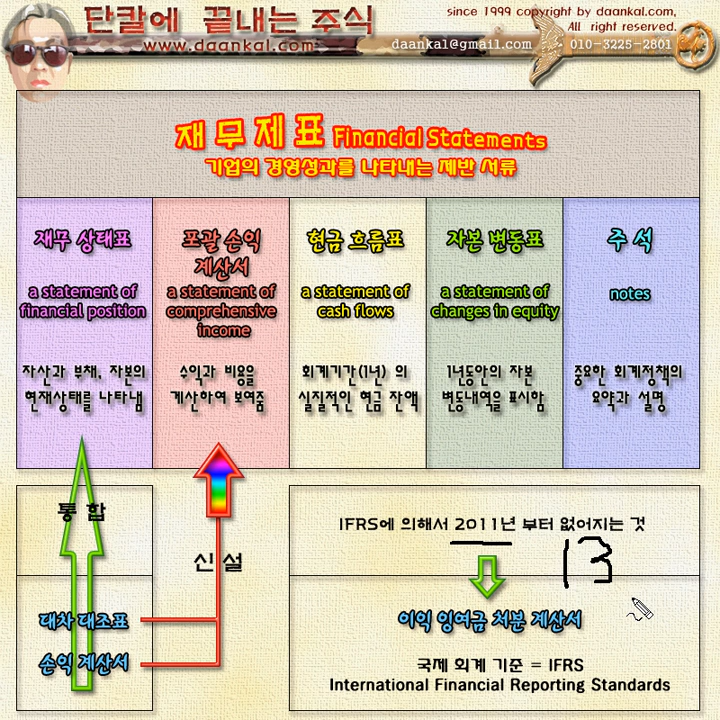 단칼에 끝내는 주식
www.daankal.com
since 1999 copyright by daankal.com,
All right reserved.
daankal@gmail.com
010-3225-2801
재무제표 Financial Statements
기업의 경영성과를 나타내는 제반 서류
재무 상태표
a statement of
financial position
자산과 부채, 자본의
현재상태를 나타냄
포괄 손익
계산서
a statement of
comprehensive
income
수익과 비용을
계산하여 보여줌
현금 흐름표
a statement of
cash flows
회계기간(1년) 의
실질적인 현금 잔액
자본 변동표
a statement of
changes in equity
1년동안의 자본
변동내역을 표시함
주 석
notes
중요한 회계정책의
요약과 설명
통 합
신 설
대차 대조표
손익 계산서
IFRS에 의해서 2011년 부터 없어지는 것
13
이익 잉여금 처분 계산서
국제 회계 기준 = IFRS
International Financial Reporting Standards